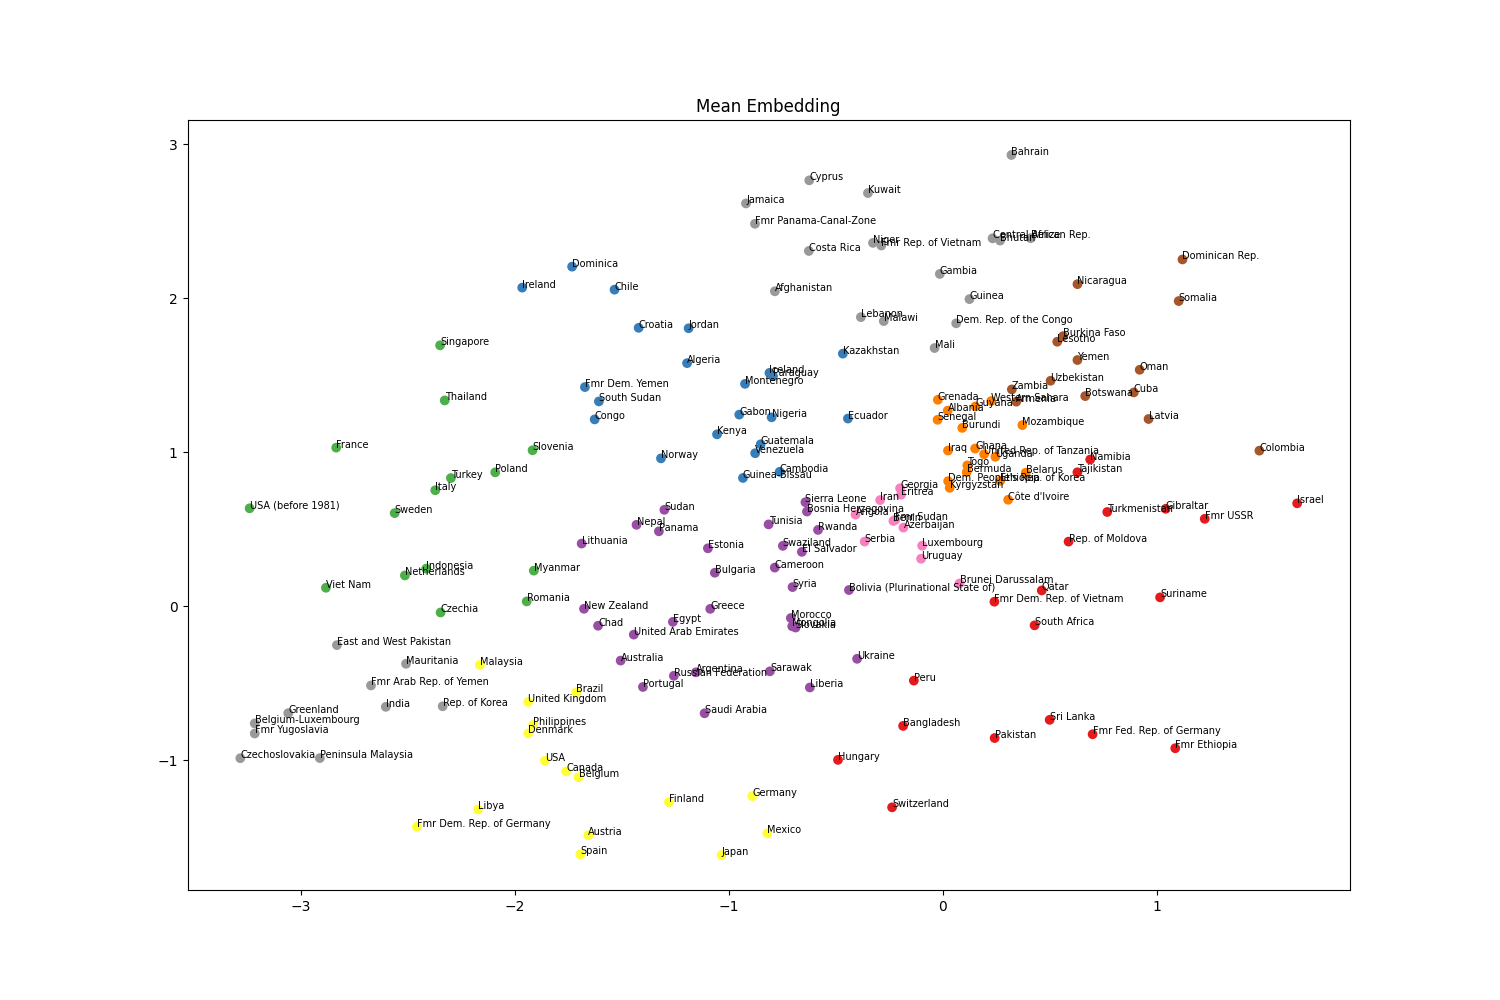 Mean Embedding
3
2
1
0
−1
−3
−2
−1
0
1
Bahrain
Cyprus
Kuwait
Jamaica
Fmr Panama-Canal-Zone
Costa Rica
Niger
Fmr Rep. of Vietnam
Central African Rep.
Bhutan
Dominican Rep.
Dominica
Gambia
Ireland
Chile
Afghanistan
Guinea
Nicaragua
Somalia
Croatia
Jordan
Lebanon
Malawi
Dem. Rep. of the Congo
Burkina Faso
Lesotho
Singapore
Kazakhstan
Mali
Algeria
Yemen
Ireland
Paraguay
Oman
Montenegro
Fmr Dem. Yemen
Uzbekistan
Zambia
Thailand
South Sudan
Grenada
Western Sahara
Armenia
Guyana
Botswana
Cuba
Congo
Gabon
Nigeria
Ecuador
Albania
Senegal
Burundi
Mozambique
Latvia
Kenya
France
Slovenia
Guatemala
Venezuela
Iraq
Ghana
United Rep. of Tanzania
Uganda
Colombia
Norway
Togo
Namibia
Turkey
Poland
Guinea-Bissau
Cambodia
Bermuda
Belarus
Tajikistan
Dem. People's Rep. of Korea
Ethiopia
Kyrgyzstan
Italy
Georgia
Eritrea
USA (before 1981)
Sweden
Sudan
Sierra Leone
Bosnia Herzegovina
Iran
Angola
Côte d'Ivoire
Turkmenistan
Gibraltar
Israel
Nepal
Panama
Tunisia
Rwanda
Fmr Sudan
Benin
Azerbaijan
Fmr USSR
Lithuania
Estonia
Swaziland
El Salvador
Serbia
Luxembourg
Rep. of Moldova
Indonesia
Netherlands
Myanmar
Bulgaria
Cameroon
Uruguay
Viet Nam
Syria
Bolivia (Plurinational State of)
Brunei Darussalam
Qatar
Czechia
Romania
New Zealand
Greece
Fmr Dem. Rep. of Vietnam
Suriname
Chad
Egypt
Morocco
Mongolia
Slovakia
South Africa
East and West Pakistan
United Arab Emirates
Mauritania
Malaysia
Australia
Ukraine
Fmr Arab Rep. of Yemen
Portugal
Russian Federation
Argentina
Sarawak
Liberia
Peru
India
Rep. of Korea
Brazil
United Kingdom
Greenland
Belgium-Luxembourg
Fmr Yugoslavia
Philippines
Denmark
Saudi Arabia
Bangladesh
Sri Lanka
Czechoslovakia
Peninsula Malaysia
USA
Canada
Belgium
Hungary
Pakistan
Fmr Fed. Rep. of Germany
Fmr Ethiopia
Libya
Finland
Germany
Switzerland
Fmr Dem. Rep. of Germany
Austria
Mexico
Spain
Japan